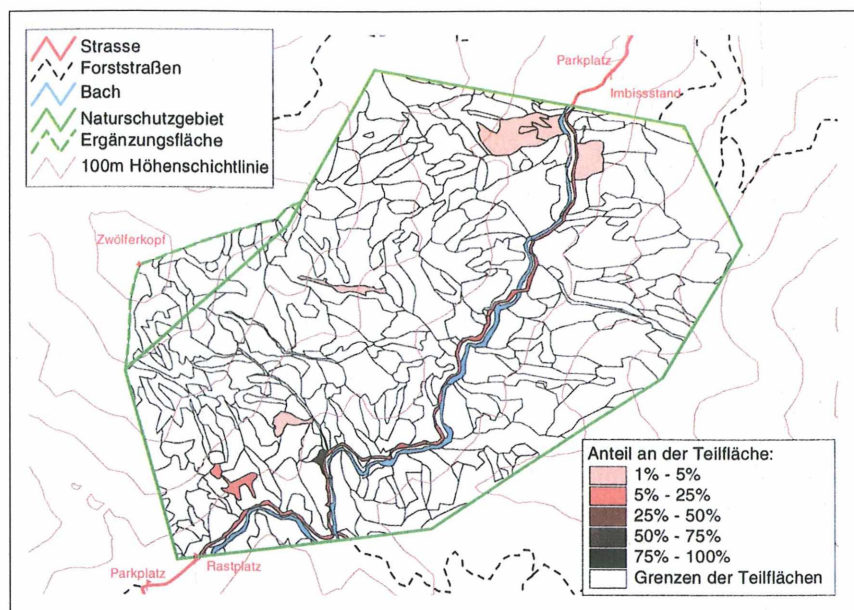 Strasse
Forststraßen
Bach
Naturschutzgebiet
Ergänzungsfläche
100m Höhenschichtlinie
Parkplatz
Imbissstand
Zwölferkopf
Parkplatz
Rastplatz
Anteil an der Teilfläche:
1% - 5%
5% - 25%
25% - 50%
50% - 75%
75% - 100%
Grenzen der Teilflächen